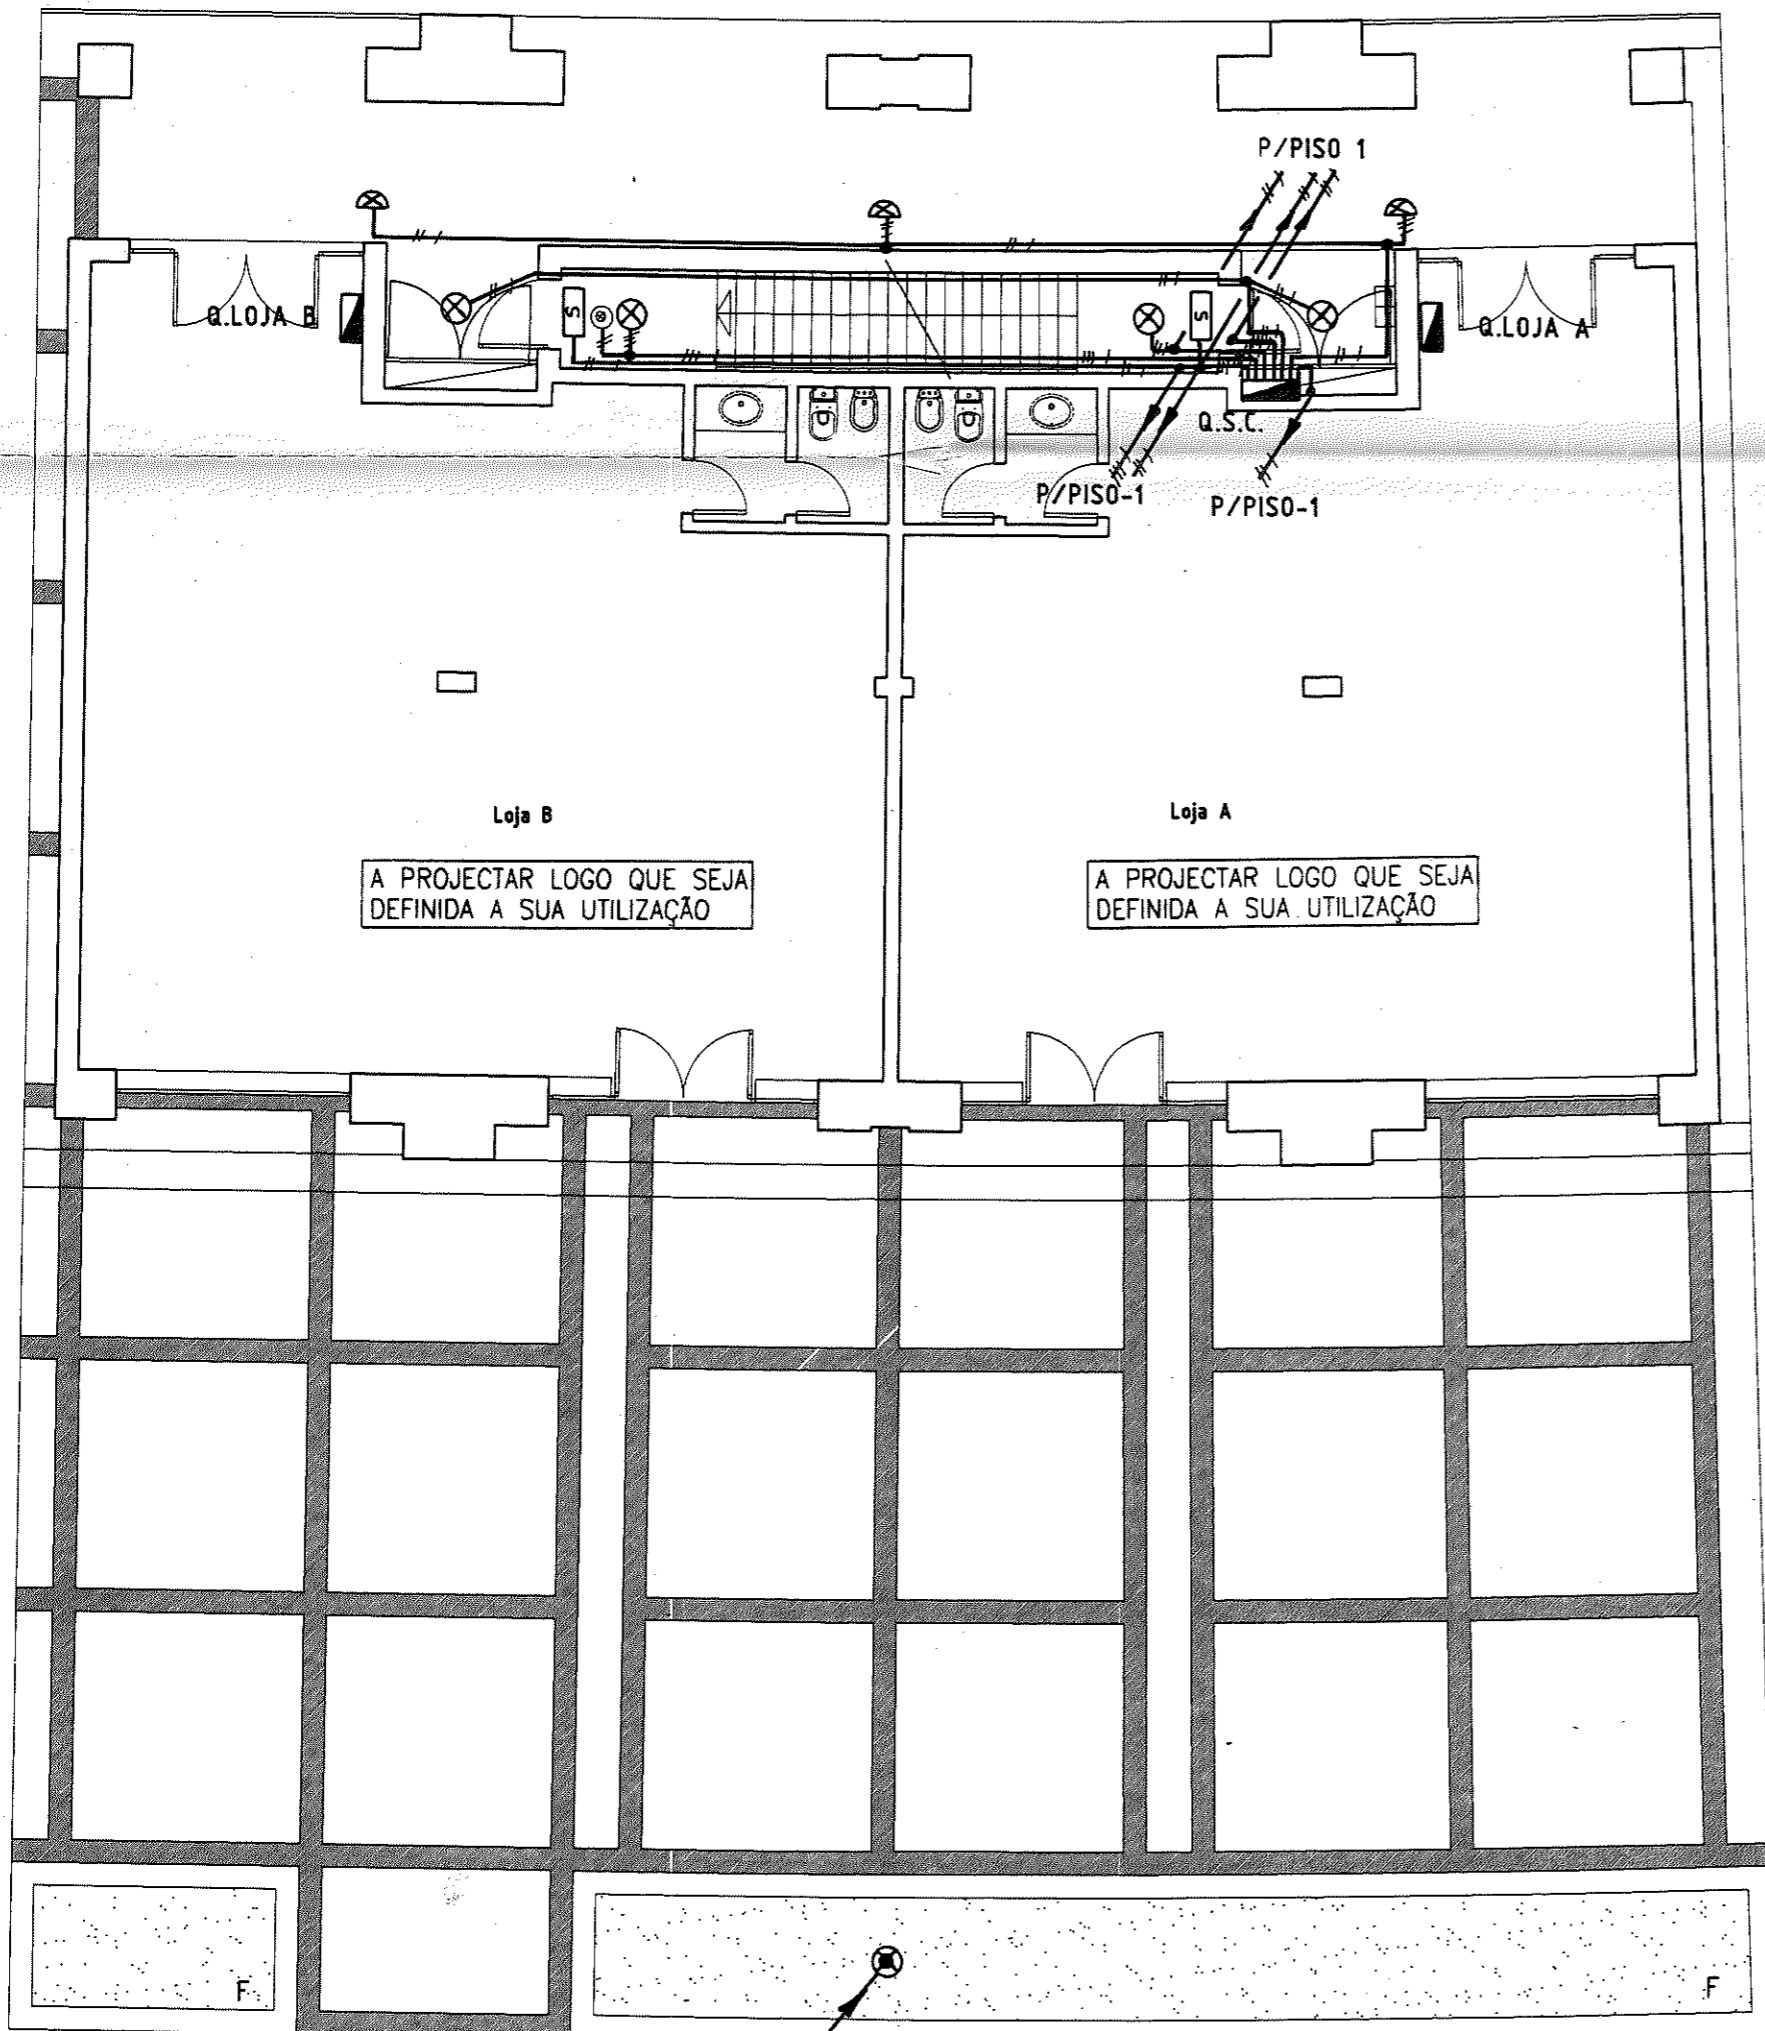 P/PISO 1
Q.LOJA B
S
S
Q.LOJA A
Q.S.C.
P/PISO-1
P/PISO-1
Loja B
Loja A
A PROJECTAR LOGO QUE SEJA
DEFINIDA A SUA UTILIZAÇÃO
A PROJECTAR LOGO QUE SEJA
DEFINIDA A SUA UTILIZAÇÃO
F
F